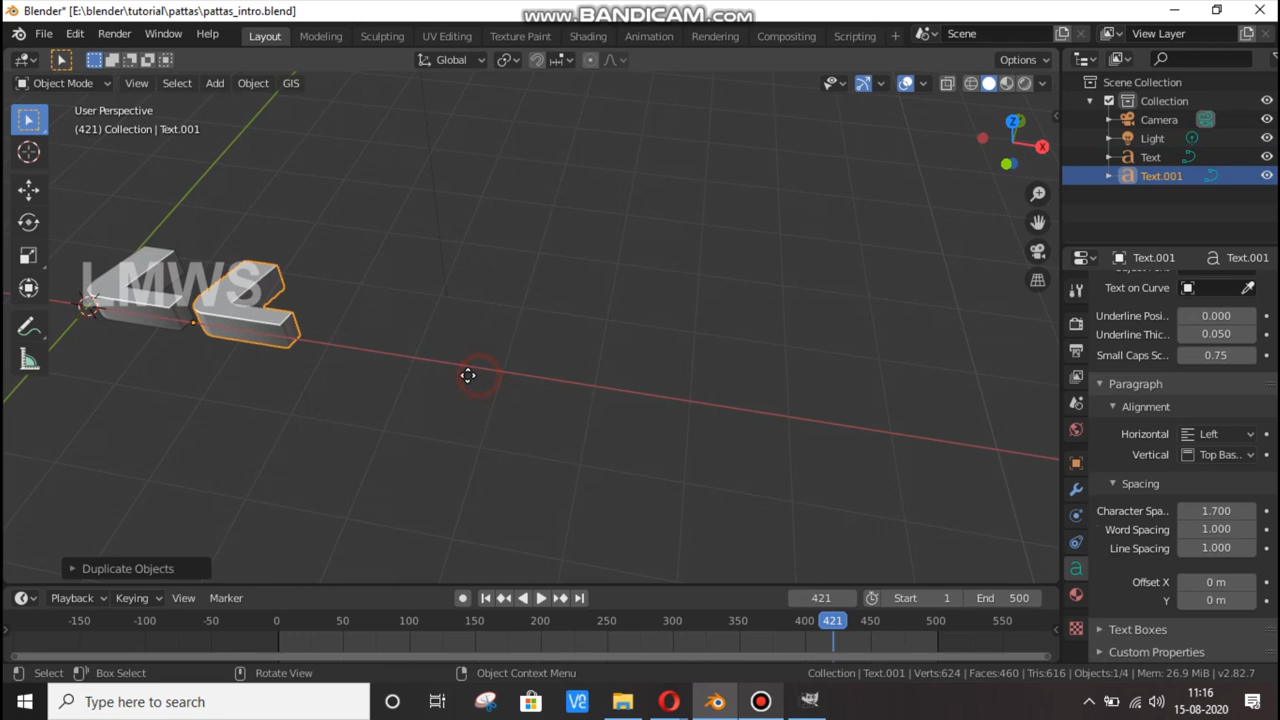 Blender* [E:\blender\tutorial\pattas\pattas_intro.blend]
www.BANDICAM.com
File Edit Render Window Help
Layout Modeling Sculpting UV Editing Texture Paint Shading Animation Rendering Compositing Scripting +
Scene
View Layer
Global
Options
Object Mode View Select Add Object GIS
User Perspective
(421) Collection | Text.001
Z
X
LMWS
Duplicate Objects
Scene Collection
Collection
Camera
Light
Text
Text.001
Text.001 Text.001
Text on Curve
Underline Posi.. 0.000
Underline Thic.. 0.050
Small Caps Sc.. 0.75
Paragraph
Alignment
Horizontal Left
Vertical Top Bas..
Spacing
Character Spa.. 1.700
Word Spacing 1.000
Line Spacing 1.000
Offset X 0 m
Y 0 m
Text Boxes
Custom Properties
Playback Keying View Marker
421 Start 1 End 500
-150 -100 -50 0 50 100 150 200 250 300 350 400 421 450 500 550
Select Box Select Rotate View Object Context Menu
Collection | Text.001 | Verts:624 | Faces:460 | Tris:616 | Objects:1/4 | Mem: 26.9 MiB | v2.82.7
Type here to search
11:16
15-08-2020